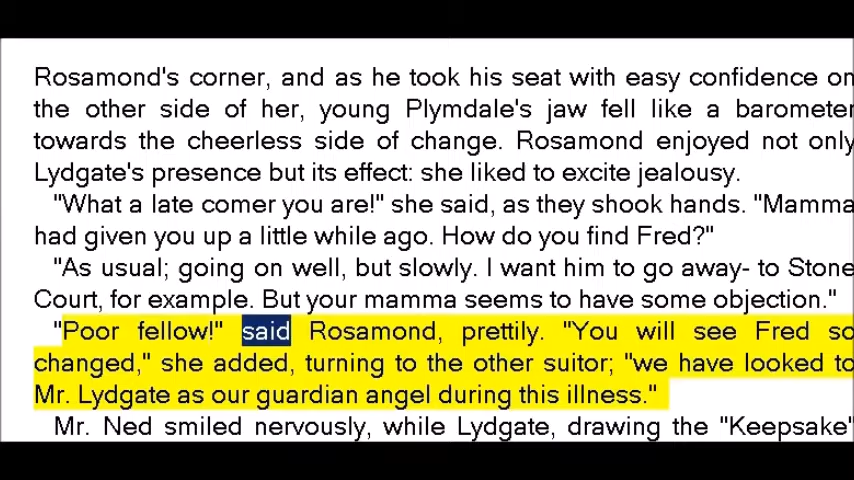 Rosamond's corner, and as he took his seat with easy confidence on
the other side of her, young Plymdale's jaw fell like a barometer
towards the cheerless side of change. Rosamond enjoyed not only
Lydgate's presence but its effect: she liked to excite jealousy.
"What a late comer you are!" she said, as they shook hands. "Mamma
had given you up a little while ago. How do you find Fred?"
"As usual; going on well, but slowly. I want him to go away- to Stone
Court, for example. But your mamma seems to have some objection."
"Poor fellow!" said Rosamond, prettily. "You will see Fred so
changed," she added, turning to the other suitor; "we have looked to
Mr. Lydgate as our guardian angel during this illness."
Mr. Ned smiled nervously, while Lydgate, drawing the "Keepsake"